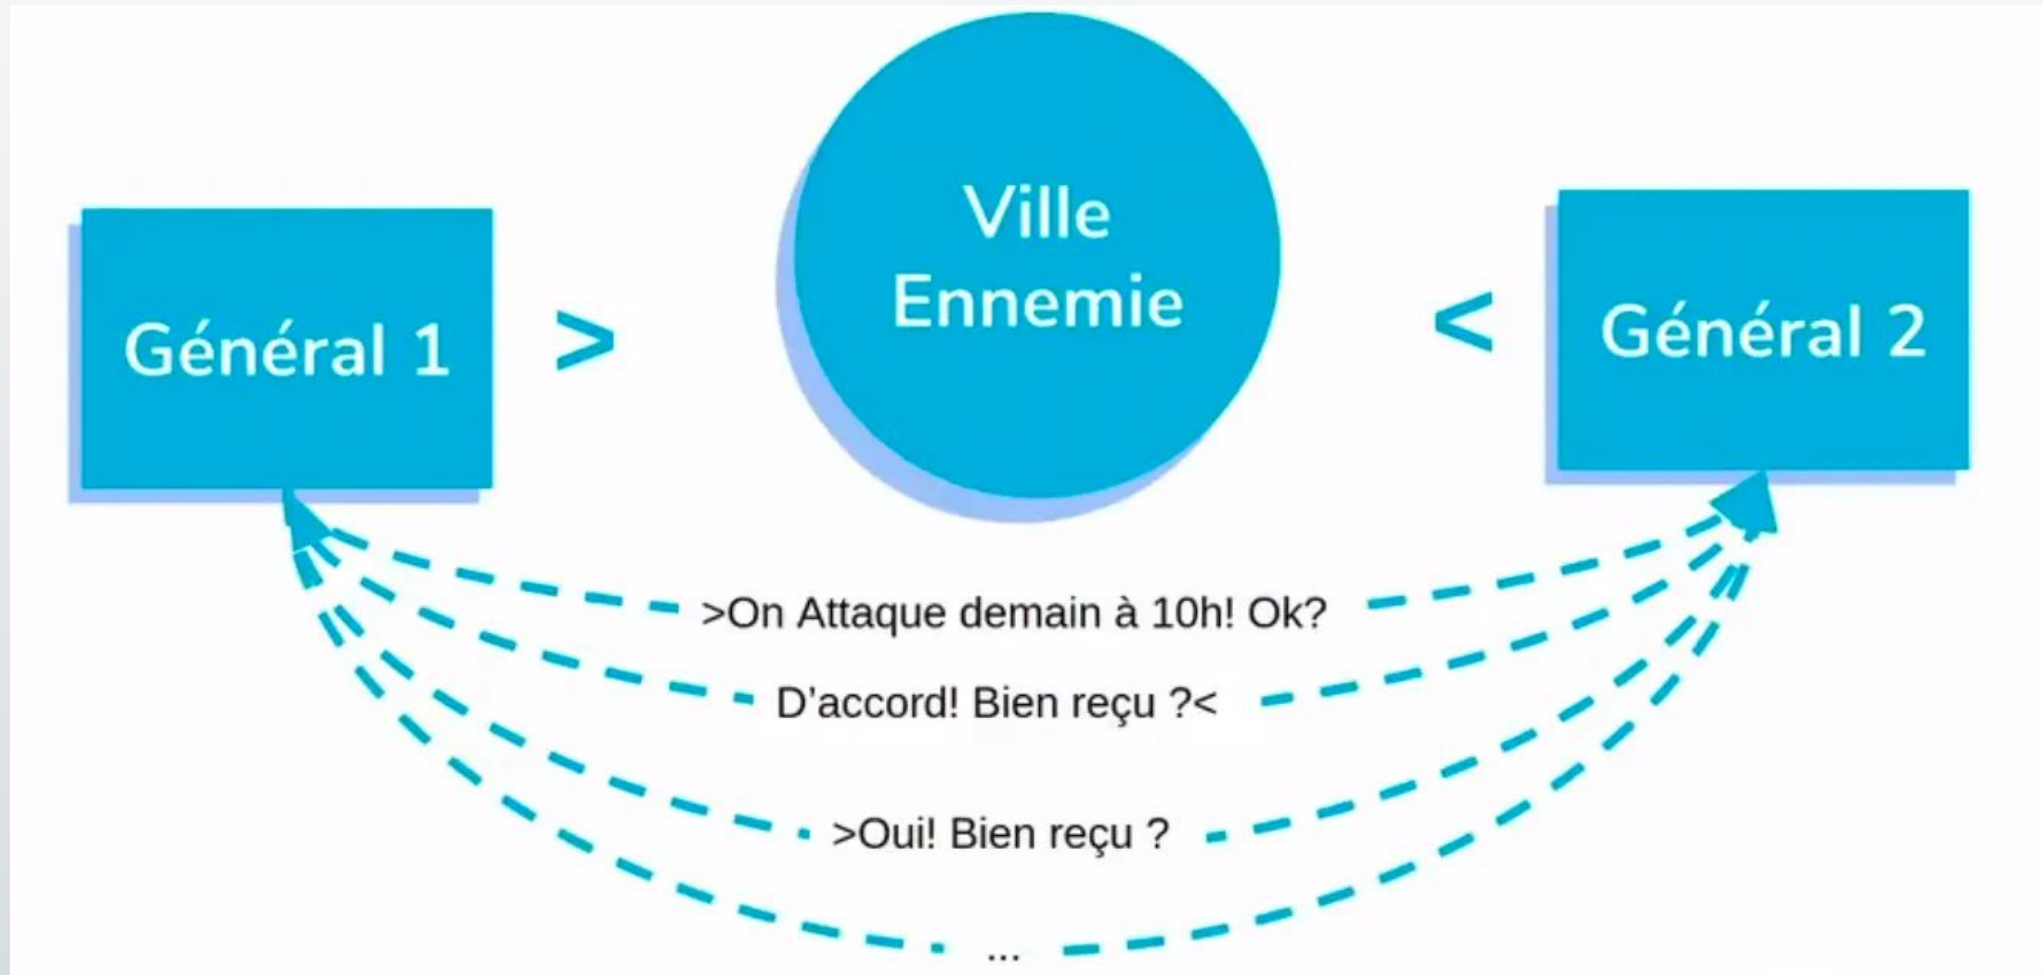 Ville
Ennemie
Général 1
>
<
Général 2
>On Attaque demain à 10h! Ok?
D'accord! Bien reçu ?<
>Oui! Bien reçu ?
...